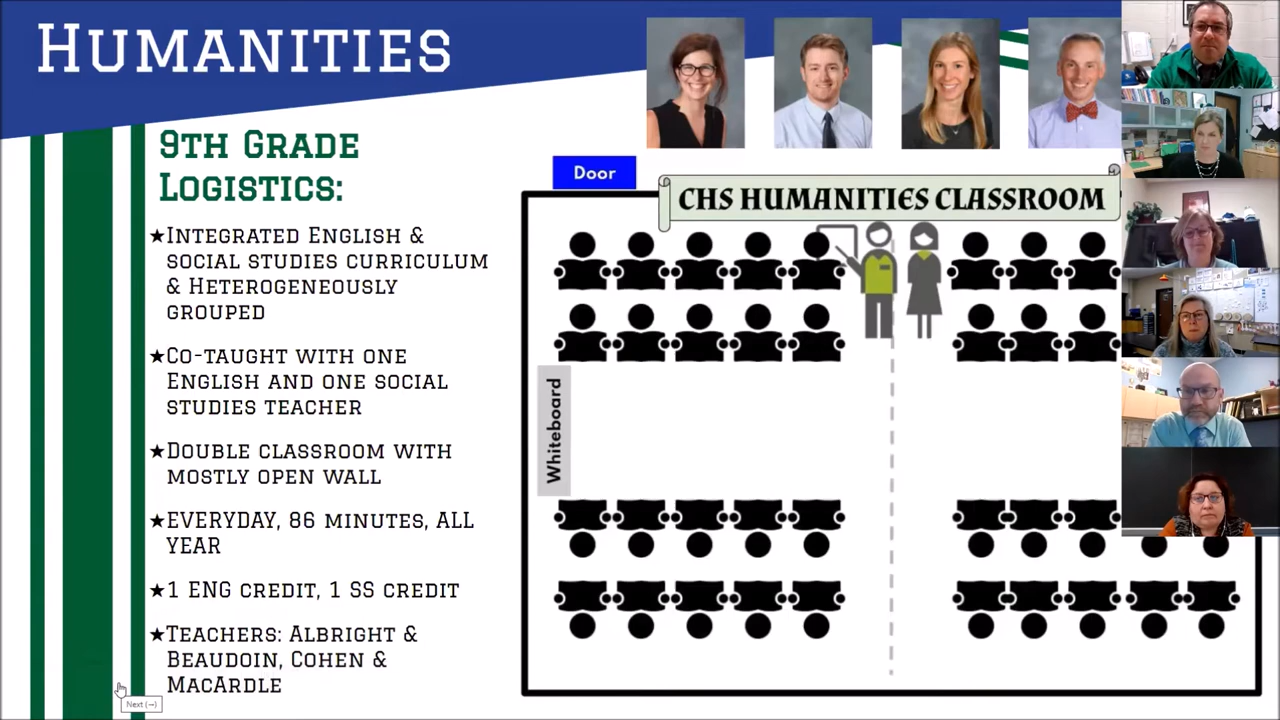 HUMANITIES
9TH GRADE
LOGISTICS:
★INTEGRATED ENGLISH &
SOCIAL STUDIES CURRICULUM
& HETEROGENEOUSLY
GROUPED
★CO-TAUGHT WITH ONE
ENGLISH AND ONE SOCIAL
STUDIES TEACHER
★DOUBLE CLASSROOM WITH
MOSTLY OPEN WALL
★EVERYDAY, 86 MINUTES, ALL
YEAR
★1 ENG CREDIT, 1 SS CREDIT
★TEACHERS: ALBRIGHT &
BEAUDOIN, COHEN &
MACARDLE
Next (→)
Door
CHS HUMANITIES CLASSROOM
Whiteboard